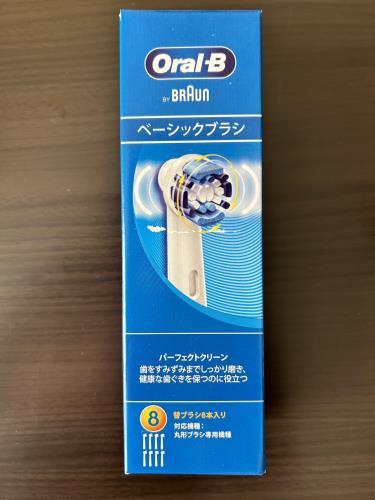 Oral-B
BY BRAUN
ベーシックブラシ
パーフェクトクリーン
歯をすみずみまでしっかり磨き、
健康な歯ぐきを保つのに役立つ
8
替ブラシ8本入り
対応機種：
丸形ブラシ専用機種